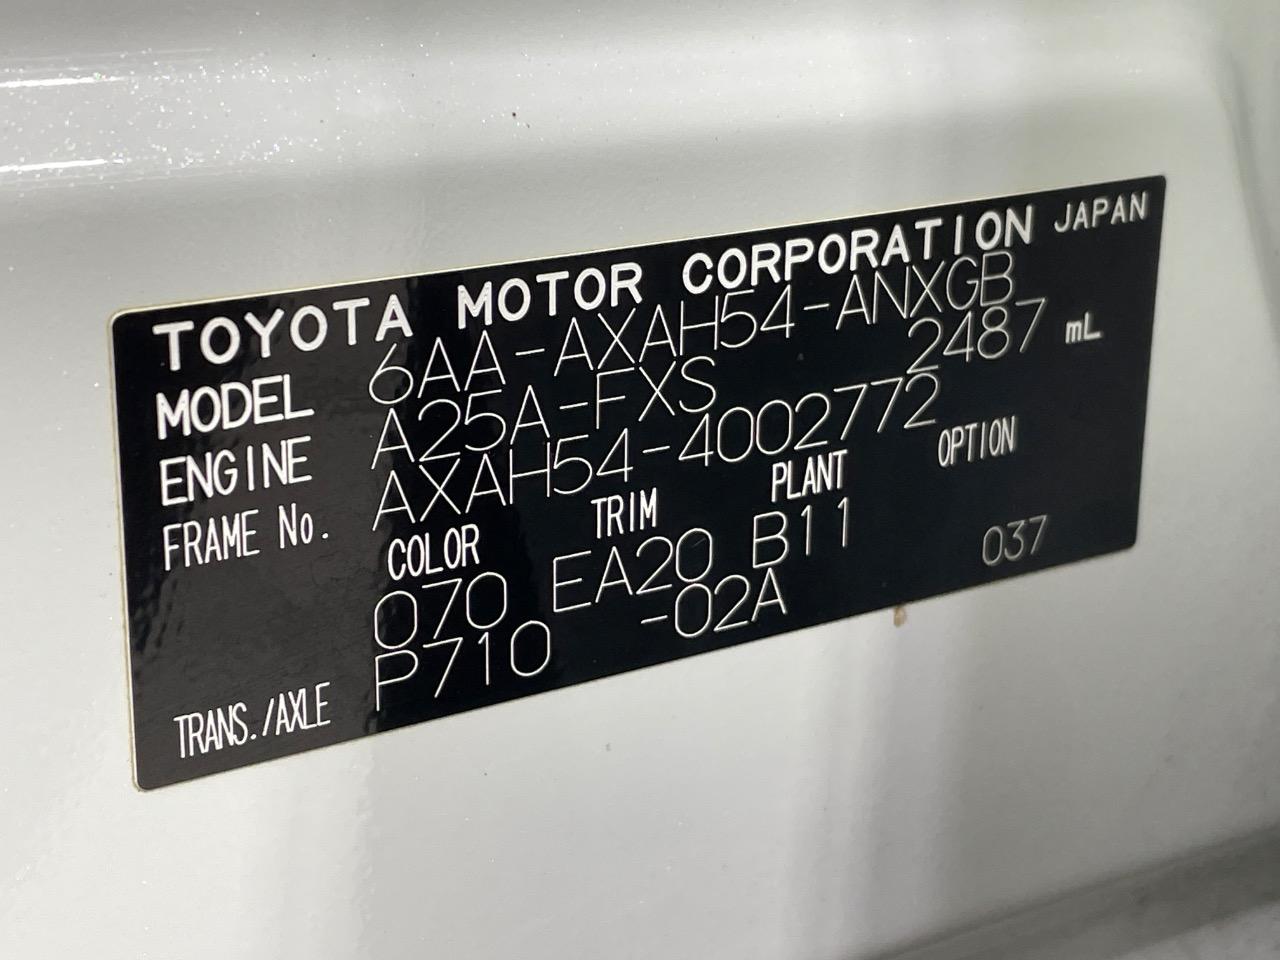 TOYOTA MOTOR CORPORATION JAPAN
MODEL 6AA-AXAH54-ANXGB
ENGINE A25A-FXS 2487 mL
FRAME No. AXAH54-4002772
COLOR TRIM PLANT OPTION
070 EA20 B11 037
TRANS./AXLE P710 -02A